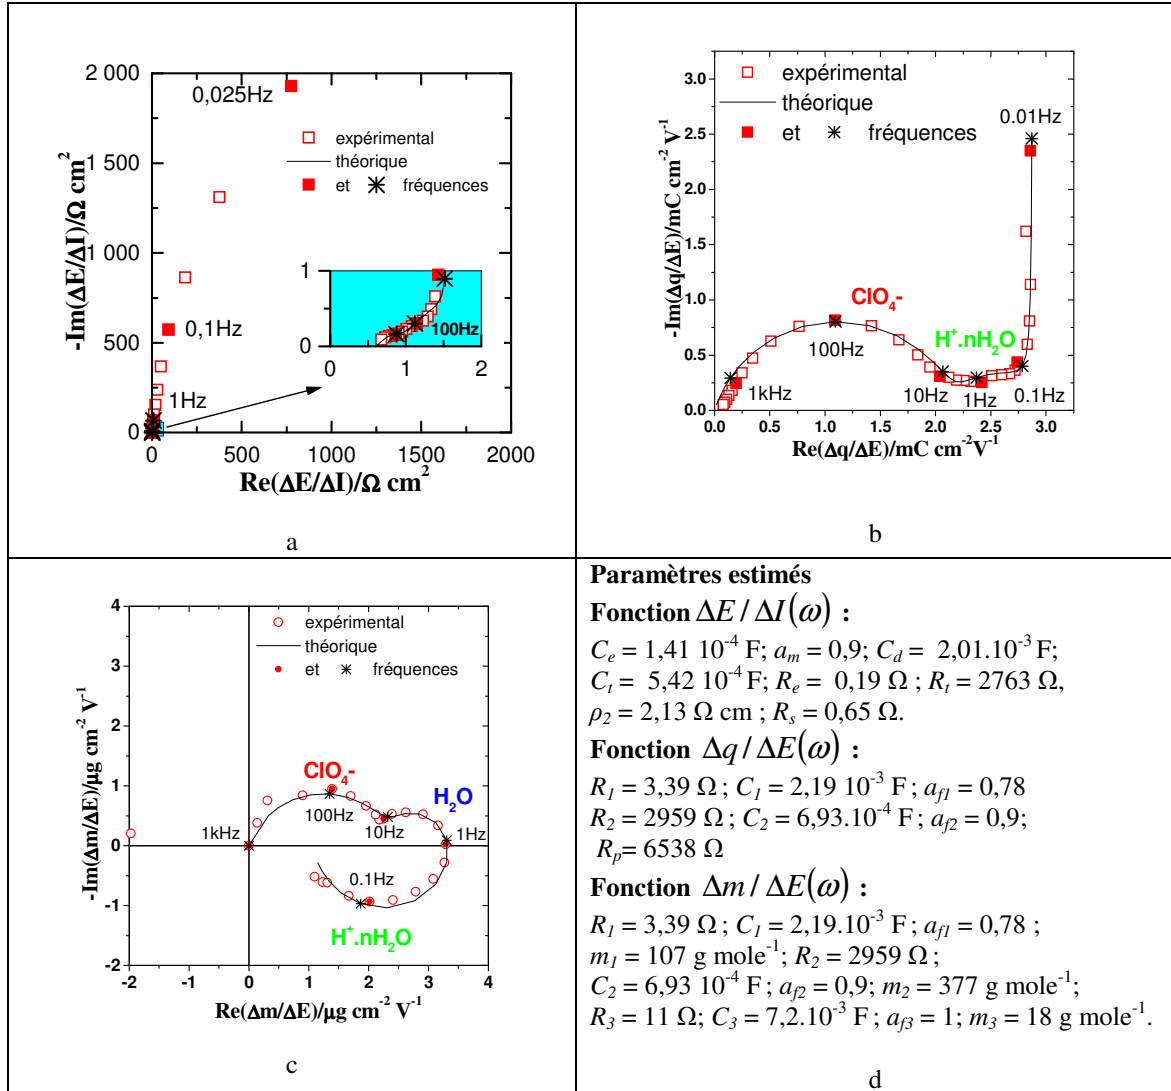 2 000
1500
1 000
500
0
0
500
1000
1500
2000
-Im(ΔE/ΔI)/Ω cm²
Re(ΔE/ΔI)/Ω cm²
0,025Hz
expérimental
théorique
et fréquences
0,1Hz
1Hz
1
0
0
1
2
100Hz
a
3.0
2.5
2.0
1.5
1.0
0.5
0.0
0.0
0.5
1.0
1.5
2.0
2.5
3.0
-Im(Δq/ΔE)/mC cm⁻² V⁻¹
Re(Δq/ΔE)/mC cm⁻²V⁻¹
expérimental
théorique
et fréquences
0.01Hz
ClO₄-
H⁺.nH₂O
100Hz
1kHz
10Hz
1Hz
0.1Hz
b
4
3
2
1
0
-1
-2
-2
-1
0
1
2
3
4
-Im(Δm/ΔE)/µg cm⁻² V⁻¹
Re(Δm/ΔE)/µg cm⁻² V⁻¹
expérimental
théorique
et fréquences
ClO₄-
H₂O
1kHz
100Hz
10Hz
1Hz
0.1Hz
H⁺.nH₂O
c
Paramètres estimés
Fonction ΔE / ΔI(ω) :
Cₑ = 1,41 10⁻⁴ F; aₘ = 0,9; C_d = 2,01.10⁻³ F;
Cₜ = 5,42 10⁻⁴ F; Rₑ = 0,19 Ω ; Rₜ = 2763 Ω,
ρ₂ = 2,13 Ω cm ; Rₛ = 0,65 Ω.
Fonction Δq / ΔE(ω) :
R₁ = 3,39 Ω ; C₁ = 2,19 10⁻³ F ; a_f1 = 0,78
R₂ = 2959 Ω ; C₂ = 6,93.10⁻⁴ F ; a_f2 = 0,9;
Rₚ= 6538 Ω
Fonction Δm / ΔE(ω) :
R₁ = 3,39 Ω ; C₁ = 2,19.10⁻³ F ; a_f1 = 0,78 ;
m₁ = 107 g mole⁻¹; R₂ = 2959 Ω ;
C₂ = 6,93 10⁻⁴ F ; a_f2 = 0,9; m₂ = 377 g mole⁻¹;
R₃ = 11 Ω; C₃ = 7,2.10⁻³ F ; a_f3 = 1; m₃ = 18 g mole⁻¹.
d